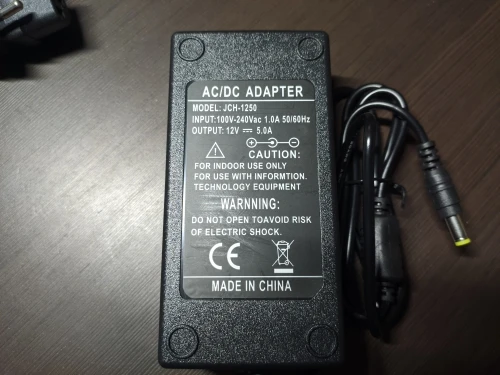 AC/DC ADAPTER
MODEL: JCH-1250
INPUT:100V-240Vac 1.0A 50/60Hz
OUTPUT: 12V ⎓ 5.0A
CAUTION:
FOR INDOOR USE ONLY
FOR USE WITH INFORMTION.
TECHNOLOGY EQUIPMENT
WARNNING:
DO NOT OPEN TOAVOID RISK
OF ELECTRIC SHOCK.
CE
MADE IN CHINA